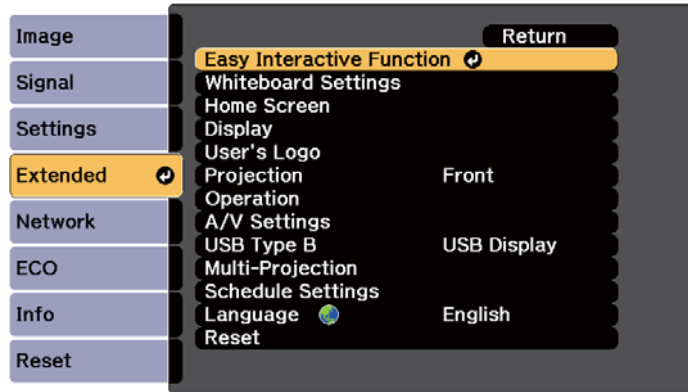 Image
Signal
Settings
Extended
Network
ECO
Info
Reset
Return
Easy Interactive Function
Whiteboard Settings
Home Screen
Display
User's Logo
Projection Front
Operation
A/V Settings
USB Type B USB Display
Multi-Projection
Schedule Settings
Language English
Reset